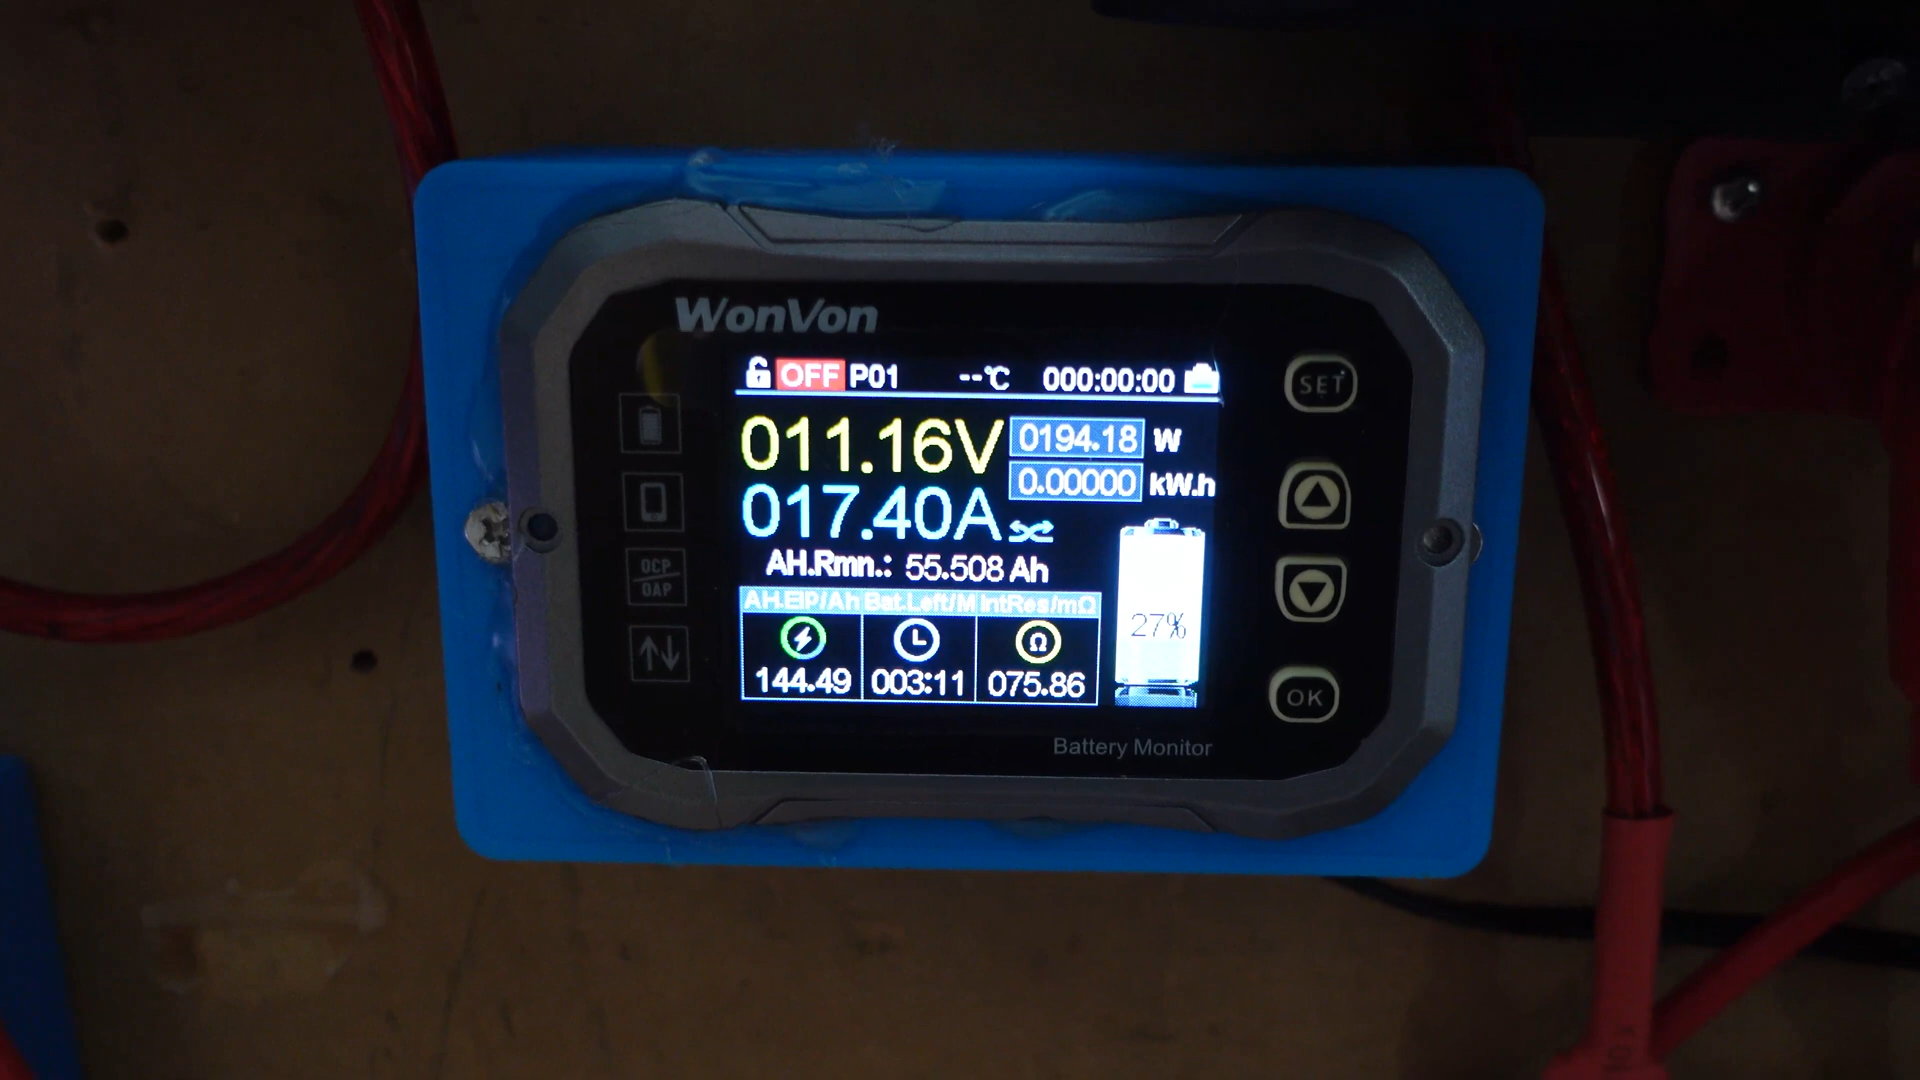 WonVon
OFF P01 --℃ 000:00:00
011.16V 0194.18 W
0.00000 kW.h
017.40A
AH.Rmn.: 55.508 Ah
AH.ElP/Ah Bat.Left/M IntRes/mΩ
Ω
144.49 003:11 075.86
27%
Battery Monitor
OCP
OAP
SET
OK